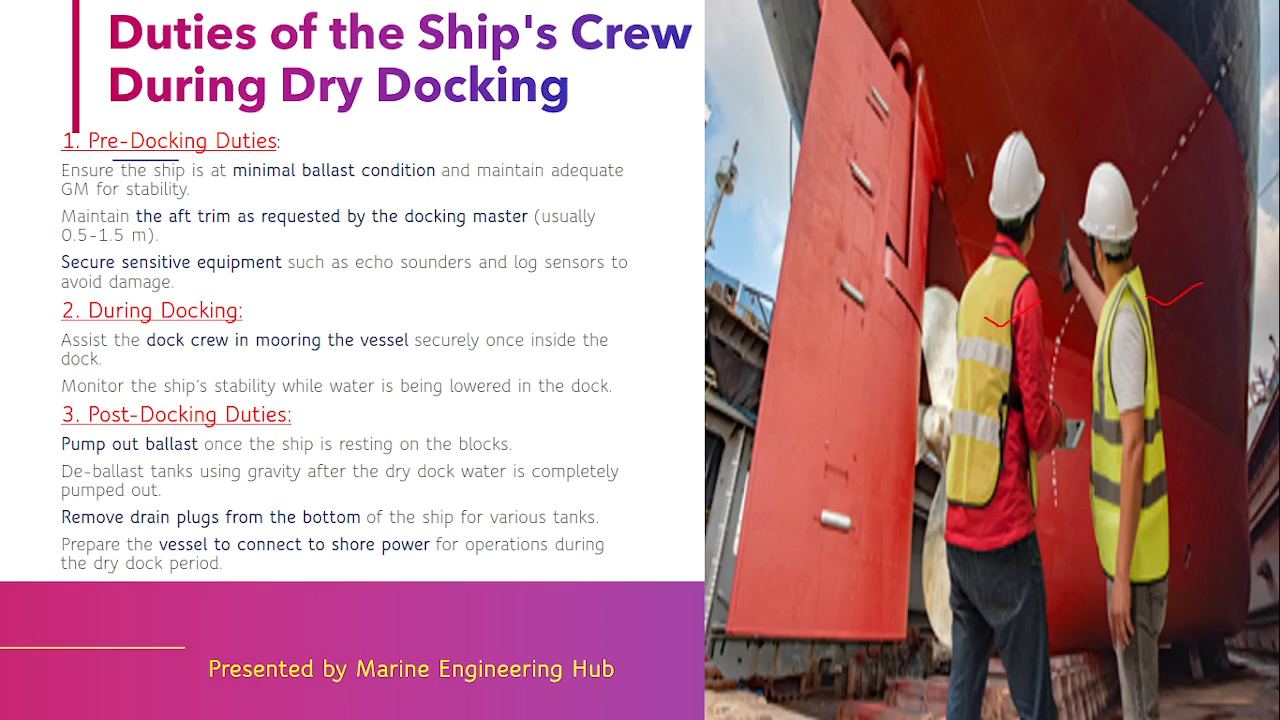 Duties of the Ship's Crew
During Dry Docking
1. Pre-Docking Duties:
Ensure the ship is at minimal ballast condition and maintain adequate
GM for stability.
Maintain the aft trim as requested by the docking master (usually
0.5-1.5 m).
Secure sensitive equipment such as echo sounders and log sensors to
avoid damage.
2. During Docking:
Assist the dock crew in mooring the vessel securely once inside the
dock.
Monitor the ship's stability while water is being lowered in the dock.
3. Post-Docking Duties:
Pump out ballast once the ship is resting on the blocks.
De-ballast tanks using gravity after the dry dock water is completely
pumped out.
Remove drain plugs from the bottom of the ship for various tanks.
Prepare the vessel to connect to shore power for operations during
the dry dock period.
Presented by Marine Engineering Hub